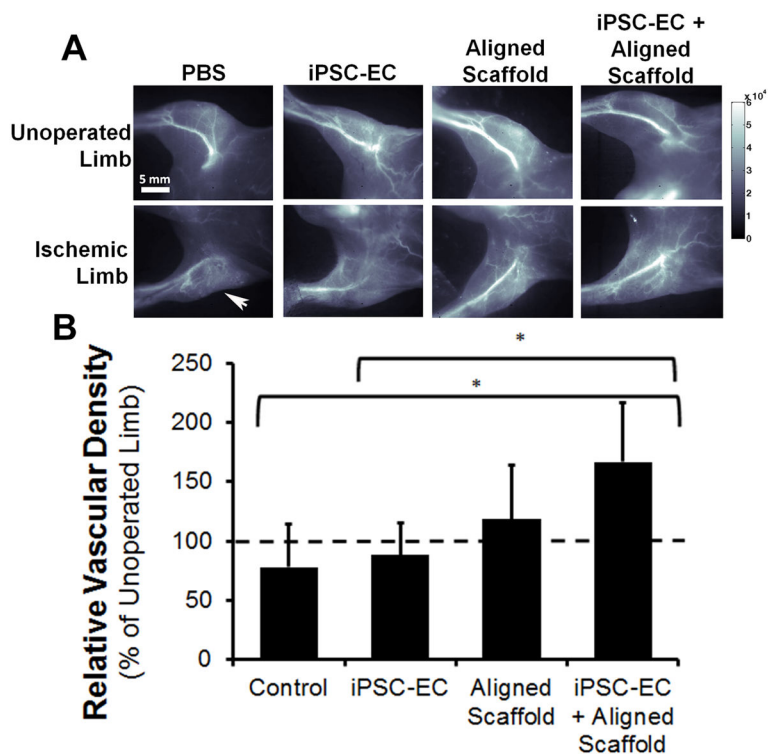 A
PBS
iPSC-EC
Aligned
Scaffold
iPSC-EC +
Aligned
Scaffold
Unoperated
Limb
5 mm
Ischemic
Limb
x 10⁴
6
5
4
3
2
1
0
B
Relative Vascular Density
(% of Unoperated Limb)
250
200
150
100
50
0
*
*
Control
iPSC-EC
Aligned
Scaffold
iPSC-EC
+ Aligned
Scaffold